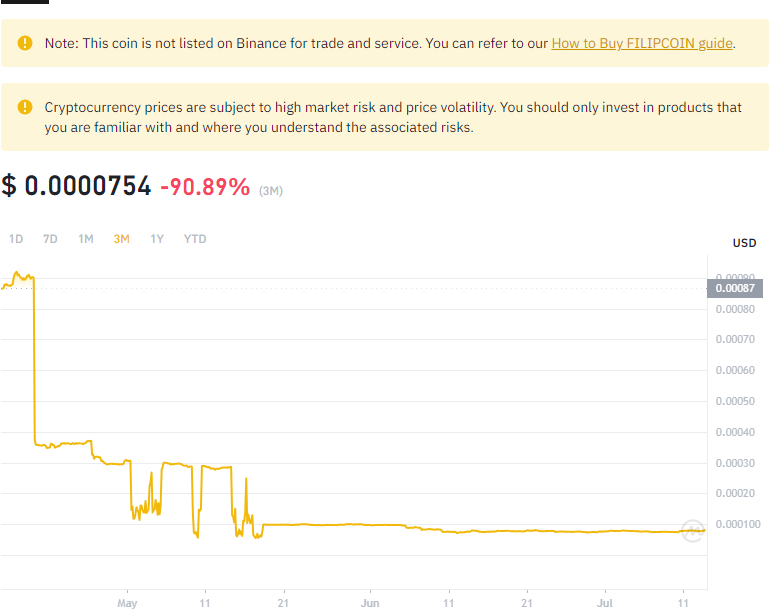 Note: This coin is not listed on Binance for trade and service. You can refer to our How to Buy FILIPCOIN guide.
Cryptocurrency prices are subject to high market risk and price volatility. You should only invest in products that
you are familiar with and where you understand the associated risks.
$ 0.0000754 -90.89% (3M)
1D 7D 1M 3M 1Y YTD
USD
0.00090
0.00087
0.00080
0.00070
0.00060
0.00050
0.00040
0.00030
0.00020
0.000100
May 11 21 Jun 11 21 Jul 11